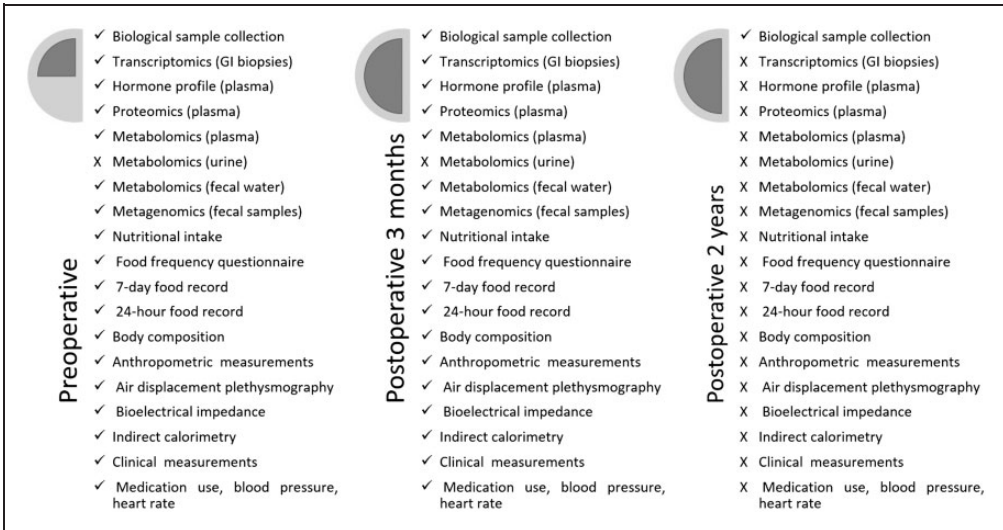 Preoperative
✓ Biological sample collection
✓ Transcriptomics (GI biopsies)
✓ Hormone profile (plasma)
✓ Proteomics (plasma)
✓ Metabolomics (plasma)
X Metabolomics (urine)
✓ Metabolomics (fecal water)
✓ Metagenomics (fecal samples)
✓ Nutritional intake
✓ Food frequency questionnaire
✓ 7-day food record
✓ 24-hour food record
✓ Body composition
✓ Anthropometric measurements
✓ Air displacement plethysmography
✓ Bioelectrical impedance
✓ Indirect calorimetry
✓ Clinical measurements
✓ Medication use, blood pressure,
heart rate
Postoperative 3 months
✓ Biological sample collection
✓ Transcriptomics (GI biopsies)
✓ Hormone profile (plasma)
✓ Proteomics (plasma)
✓ Metabolomics (plasma)
X Metabolomics (urine)
✓ Metabolomics (fecal water)
✓ Metagenomics (fecal samples)
✓ Nutritional intake
✓ Food frequency questionnaire
✓ 7-day food record
✓ 24-hour food record
✓ Body composition
✓ Anthropometric measurements
✓ Air displacement plethysmography
✓ Bioelectrical impedance
✓ Indirect calorimetry
✓ Clinical measurements
✓ Medication use, blood pressure,
heart rate
Postoperative 2 years
✓ Biological sample collection
X Transcriptomics (GI biopsies)
X Hormone profile (plasma)
X Proteomics (plasma)
X Metabolomics (plasma)
X Metabolomics (urine)
X Metabolomics (fecal water)
X Metagenomics (fecal samples)
X Nutritional intake
X Food frequency questionnaire
X 7-day food record
X 24-hour food record
X Body composition
X Anthropometric measurements
X Air displacement plethysmography
X Bioelectrical impedance
X Indirect calorimetry
X Clinical measurements
X Medication use, blood pressure,
heart rate